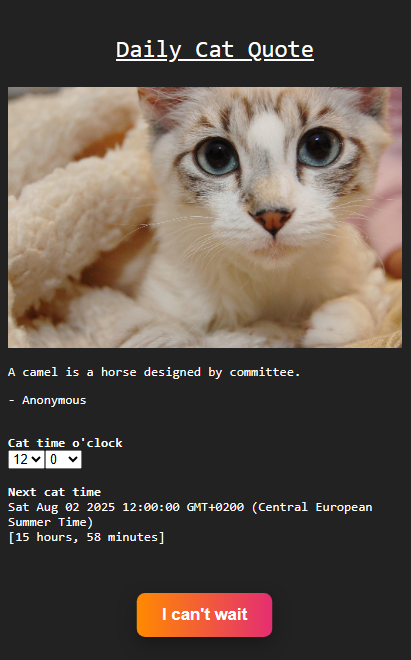 Daily Cat Quote
A camel is a horse designed by committee.
- Anonymous
Cat time o'clock
12 0
Next cat time
Sat Aug 02 2025 12:00:00 GMT+0200 (Central European
Summer Time)
[15 hours, 58 minutes]
I can't wait